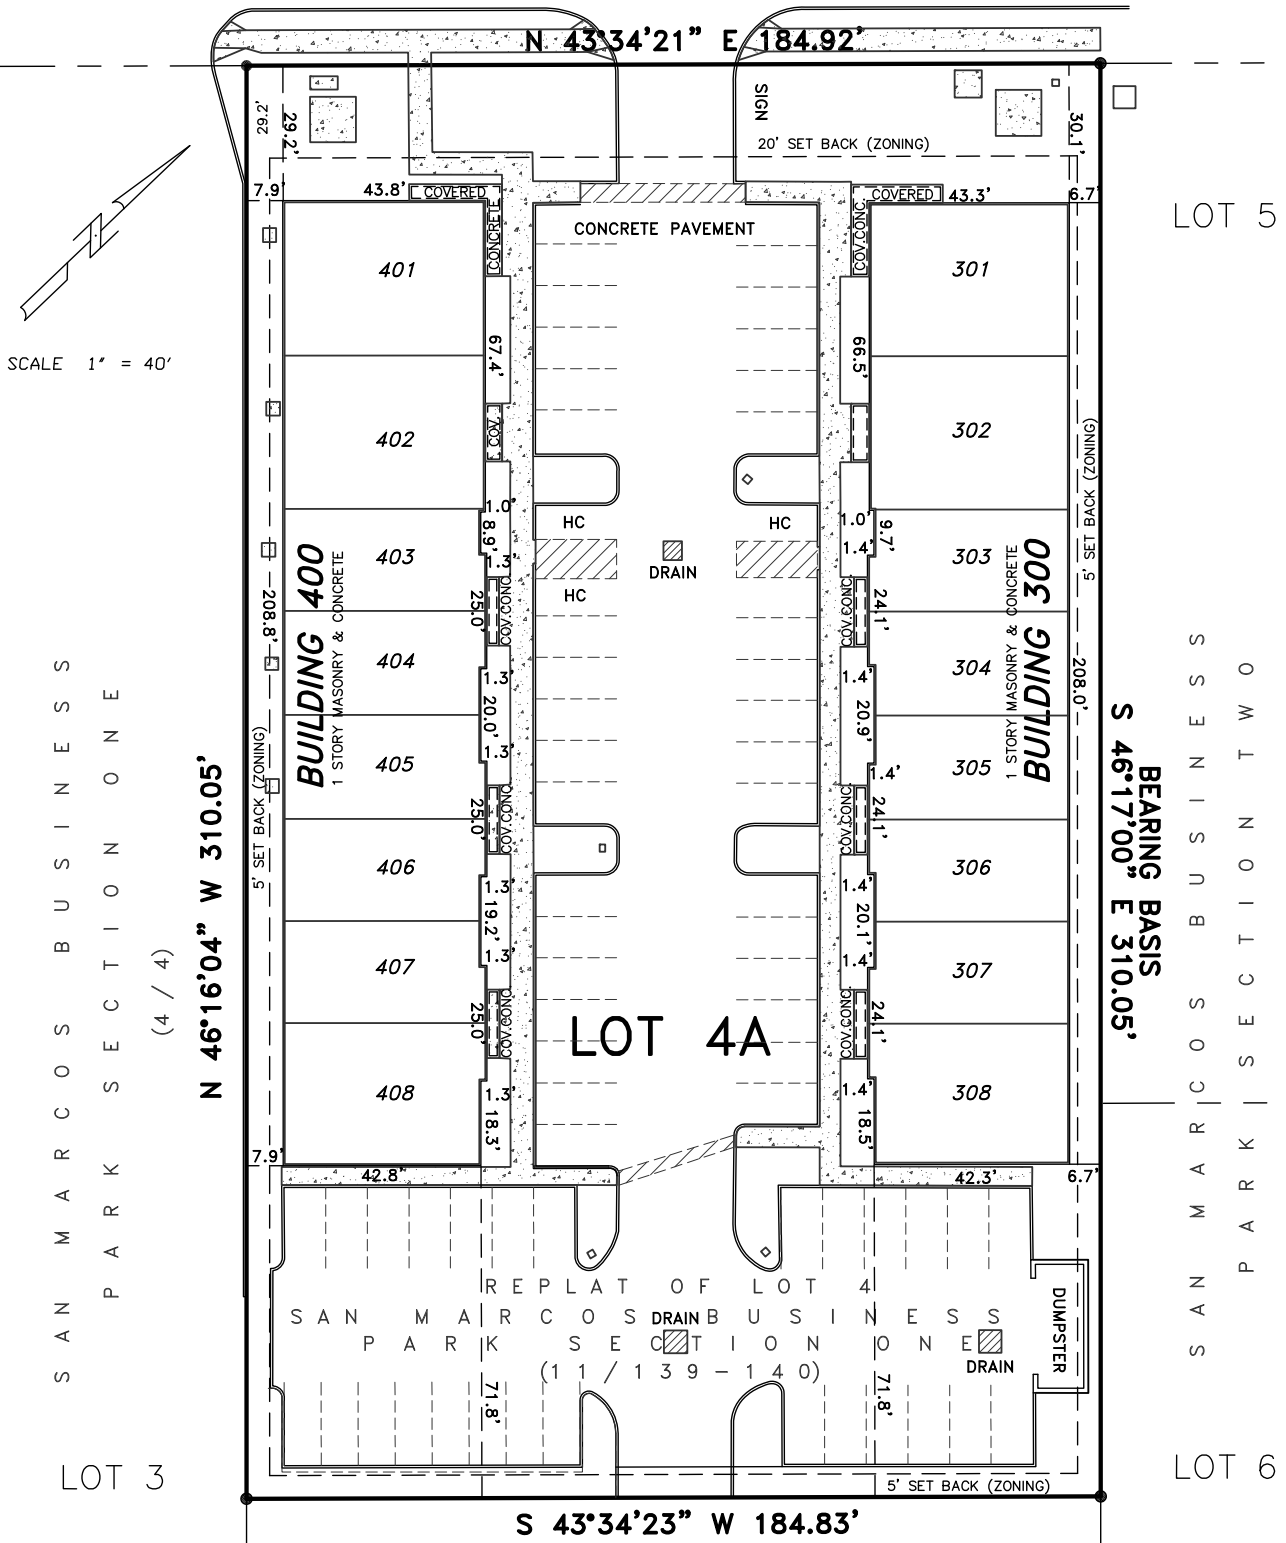 N 43°34'21” E 184.92'
29.2'
29.2'
SIGN
20' SET BACK (ZONING)
30.1'
7.9'
43.8'
COVERED
COVERED
43.3'
6.7'
LOT 5
CONCRETE
CONCRETE PAVEMENT
COV.CONC
401
301
SCALE 1" = 40'
67.4'
66.5'
402
COV.
302
5' SET BACK (ZONING)
1.0'
8.9'
1.3'
HC
HC
HC
DRAIN
1.0'
1.4'
9.7'
403
303
BUILDING 400
1 STORY MASONRY & CONCRETE
BUILDING 300
1 STORY MASONRY & CONCRETE
208.8'
25.0'
COV.CONC
COV.CONC
24.1'
404
304
208.0'
1.3'
20.0'
1.3'
1.4'
20.9'
1.4'
405
305
5' SET BACK (ZONING)
25.0'
COV.CONC
COV.CONC
24.1'
N 46°16'04” W 310.05'
BEARING BASIS
S 46°17'00” E 310.05'
406
306
1.3'
19.2'
1.3'
1.4'
20.1'
1.4'
407
307
25.0'
COV.CONC
COV.CONC
24.1'
LOT 4A
408
308
1.3'
18.3'
1.4'
18.5'
SAN MARCOS BUSINESS
PARK SECTION ONE
(4 / 4)
SAN MARCOS BUSINESS
PARK SECTION TWO
7.9'
42.8'
42.3'
6.7'
REPLAT OF LOT 4
SAN MARCOS BUSINESS
PARK SECTION ONE
(11/139-140)
DRAIN
DRAIN
DUMPSTER
71.8'
71.8'
LOT 3
LOT 6
5' SET BACK (ZONING)
S 43°34'23” W 184.83'